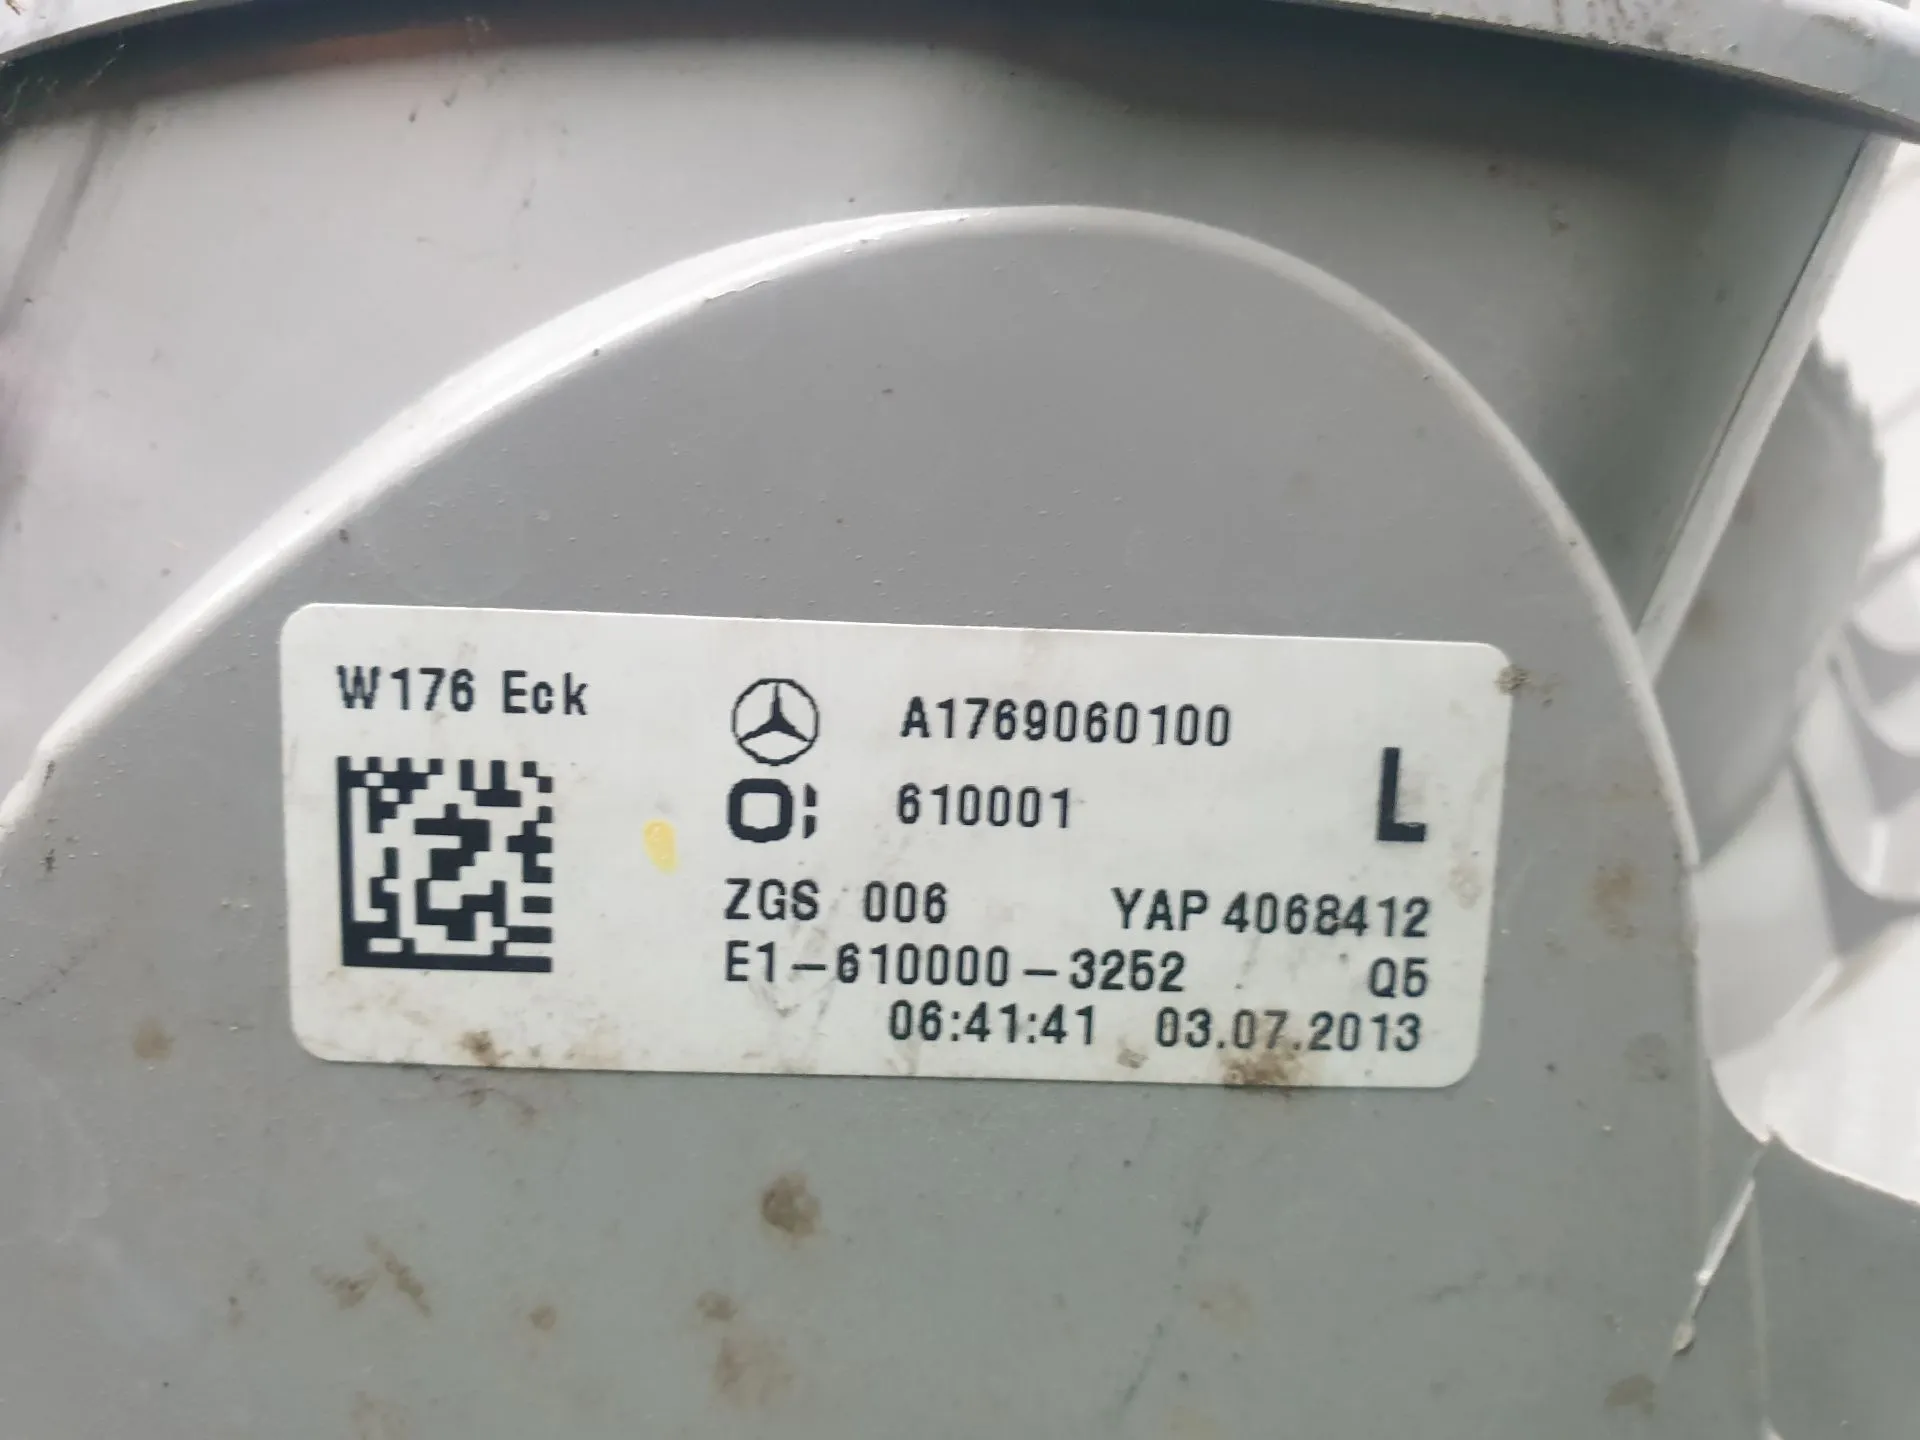 W176 Eck
A1769060100
610001
L
ZGS 006 YAP 4068412
E1-610000-3252 Q5
06:41:41 03.07.2013